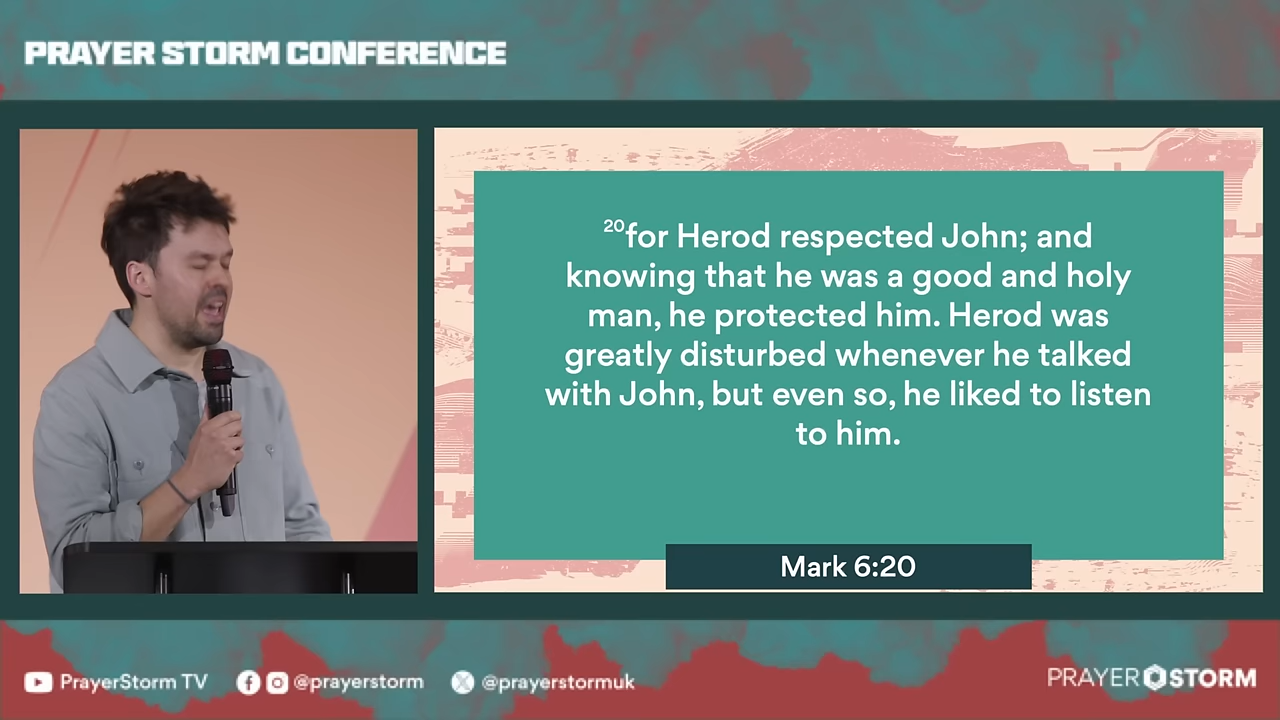 PRAYER STORM CONFERENCE
20for Herod respected John; and
knowing that he was a good and holy
man, he protected him. Herod was
greatly disturbed whenever he talked
with John, but even so, he liked to listen
to him.
Mark 6:20
PrayerStorm TV
@prayerstorm
@prayerstormuk
PRAYER STORM